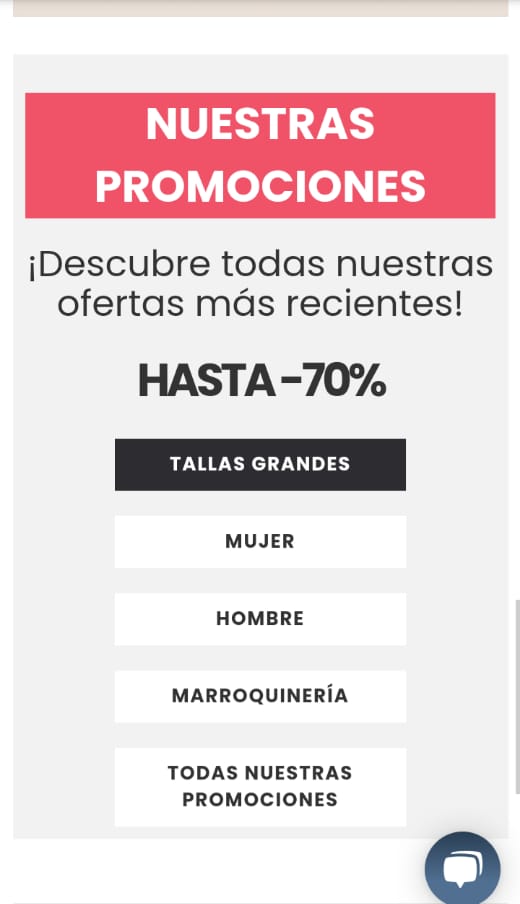 NUESTRAS
PROMOCIONES
¡Descubre todas nuestras
ofertas más recientes!
HASTA -70%
TALLAS GRANDES
MUJER
HOMBRE
MARROQUINERÍA
TODAS NUESTRAS
PROMOCIONES